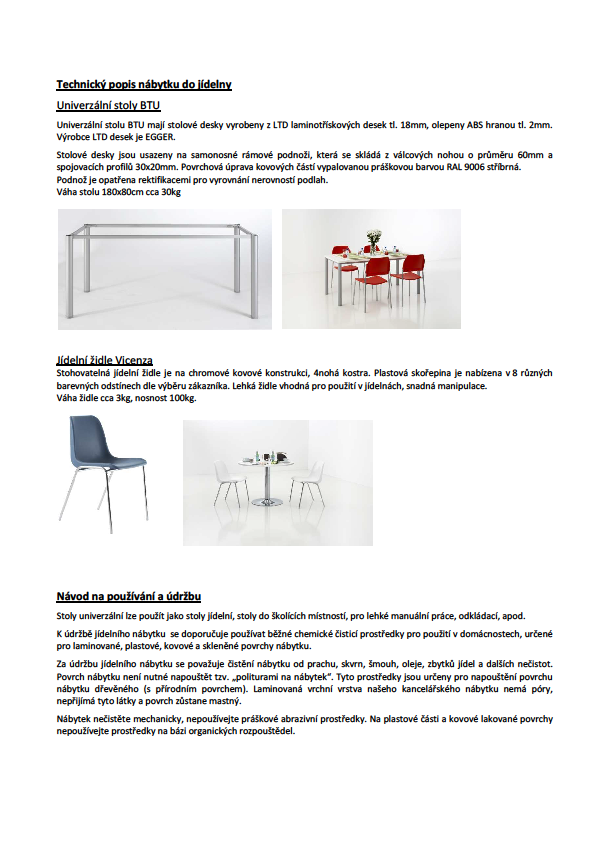 Technický popis nábytku do jídelny
Univerzální stoly BTU
Univerzální stolu BTU mají stolové desky vyrobeny z LTD laminotřískových desek tl. 18mm, olepeny ABS hranou tl. 2mm.
Výrobce LTD desek je EGGER.
Stolové desky jsou usazeny na samonosné rámové podnoži, která se skládá z válcových nohou o průměru 60mm a
spojovacích profilů 30x20mm. Povrchová úprava kovových částí vypalovanou práškovou barvou RAL 9006 stříbrná.
Podnož je opatřena rektifikacemi pro vyrovnání nerovností podlah.
Váha stolu 180x80cm cca 30kg
Jídelní židle Vicenza
Stohovatelná jídelní židle je na chromové kovové konstrukci, 4nohá kostra. Plastová skořepina je nabízena v 8 různých
barevných odstínech dle výběru zákazníka. Lehká židle vhodná pro použití v jídelnách, snadná manipulace.
Váha židle cca 3kg, nosnost 100kg.
Návod na používání a údržbu
Stoly univerzální lze použít jako stoly jídelní, stoly do školících místností, pro lehké manuální práce, odkládací, apod.
K údržbě jídelního nábytku se doporučuje používat běžné chemické čisticí prostředky pro použití v domácnostech, určené
pro laminované, plastové, kovové a skleněné povrchy nábytku.
Za údržbu jídelního nábytku se považuje čistění nábytku od prachu, skvrn, šmouh, oleje, zbytků jídel a dalších nečistot.
Povrch nábytku není nutné napouštět tzv. „politurami na nábytek“. Tyto prostředky jsou určeny pro napouštění povrchu
nábytku dřevěného (s přírodním povrchem). Laminovaná vrchní vrstva našeho kancelářského nábytku nemá póry,
nepřijímá tyto látky a povrch zůstane mastný.
Nábytek nečistěte mechanicky, nepoužívejte práškové abrazivní prostředky. Na plastové části a kovové lakované povrchy
nepoužívejte prostředky na bázi organických rozpouštědel.